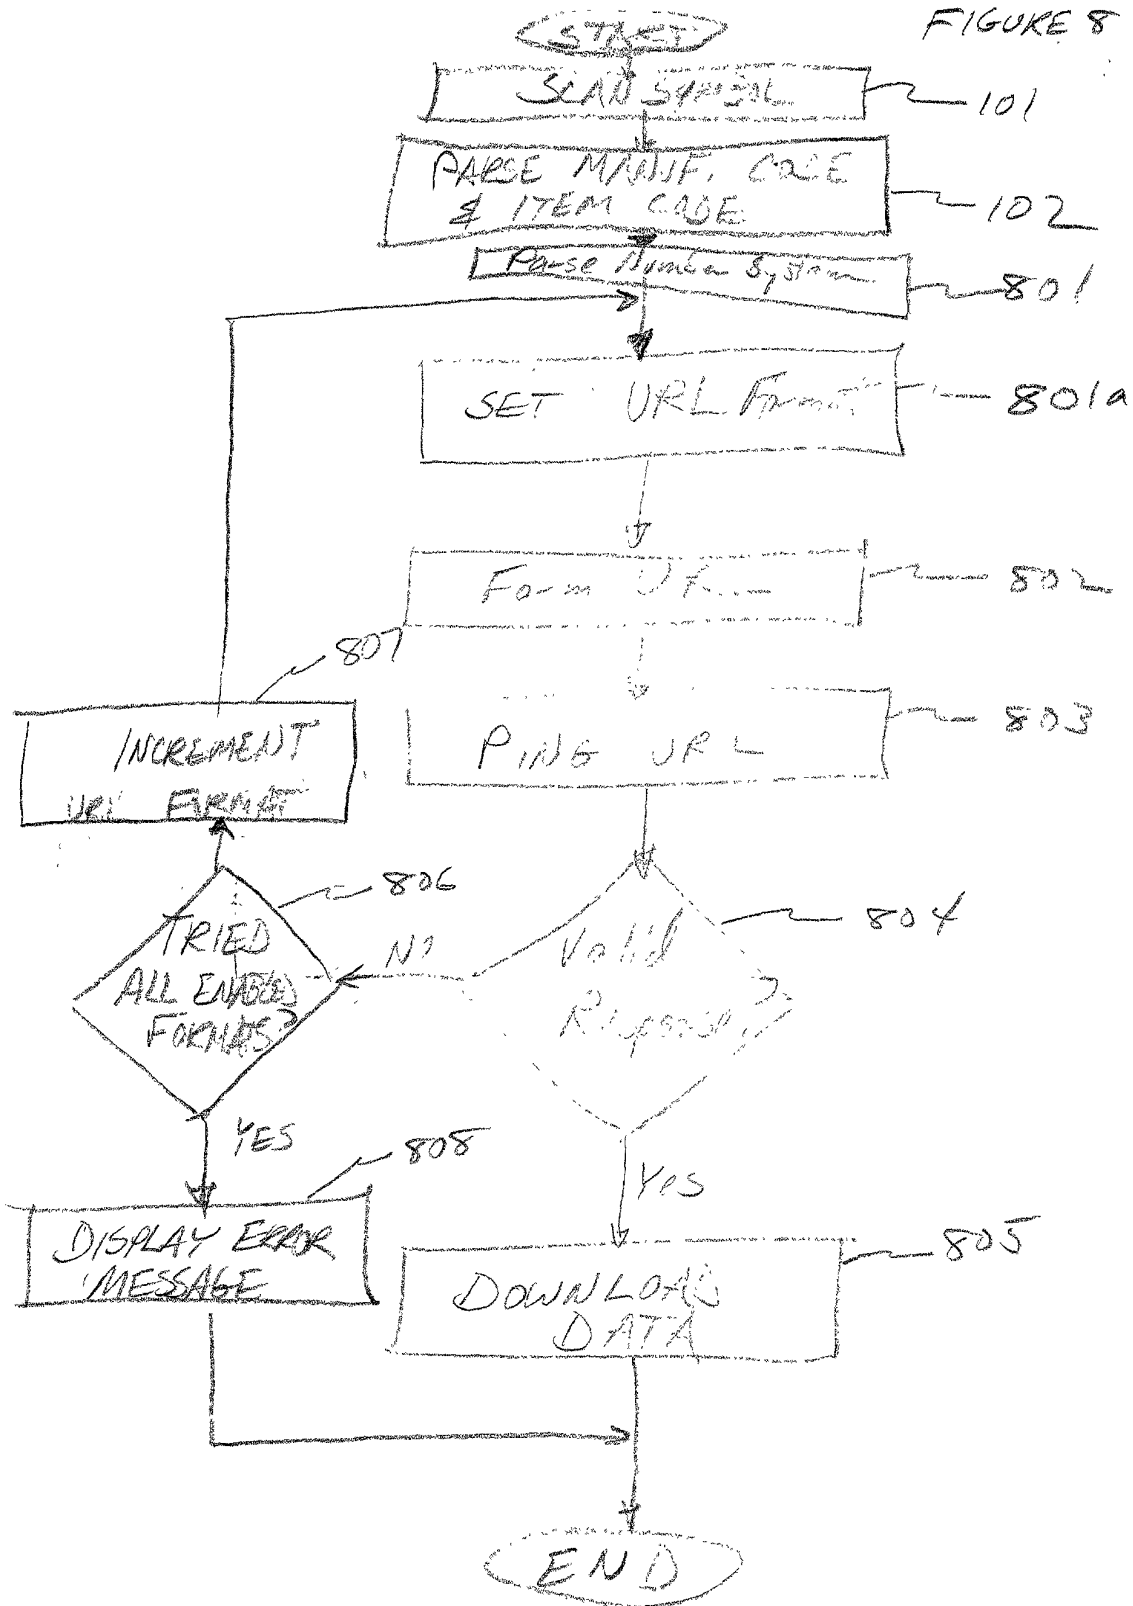 FIGURE 8
START
SCAN SYMBOL
101
PARSE MANUF. CODE
& ITEM CODE
102
Parse Number System
801
SET URL Format
801a
Form URL
802
807
INCREMENT
URL FORMAT
PING URL
803
806
TRIED
ALL ENABLED
FORMATS?
NO
Valid
Response?
804
YES
Yes
808
DISPLAY ERROR
MESSAGE
DOWNLOAD
DATA
805
END